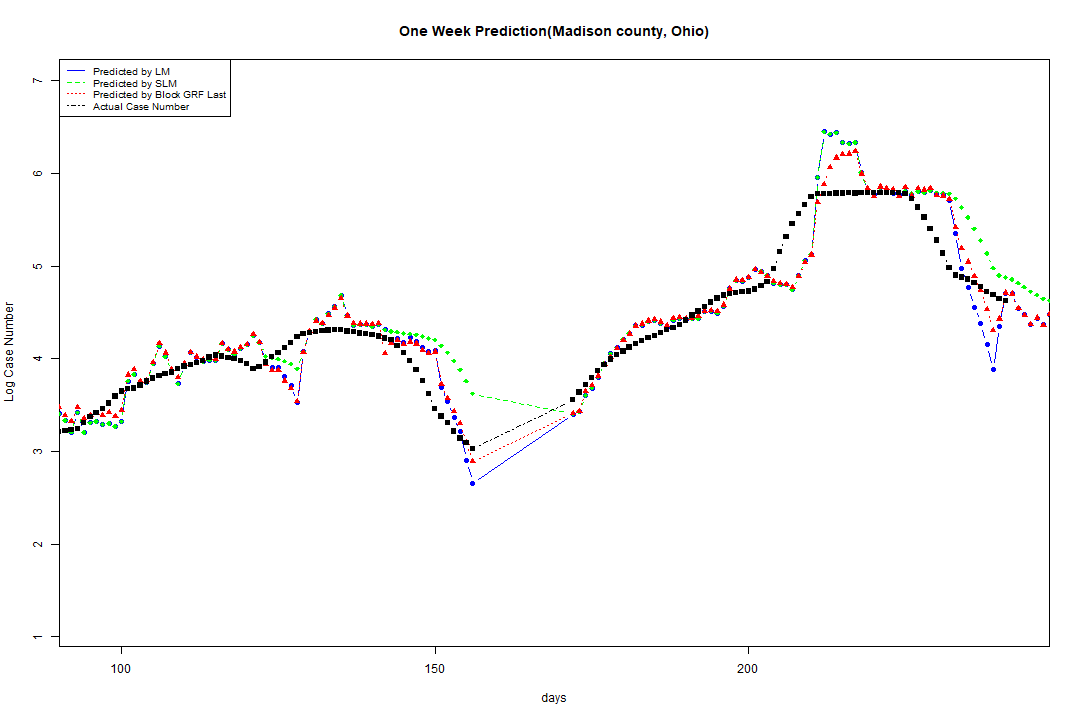 One Week Prediction(Madison county, Ohio)
Predicted by LM
Predicted by SLM
Predicted by Block GRF Last
Actual Case Number
7
6
5
4
3
2
1
Log Case Number
100 150 200
days